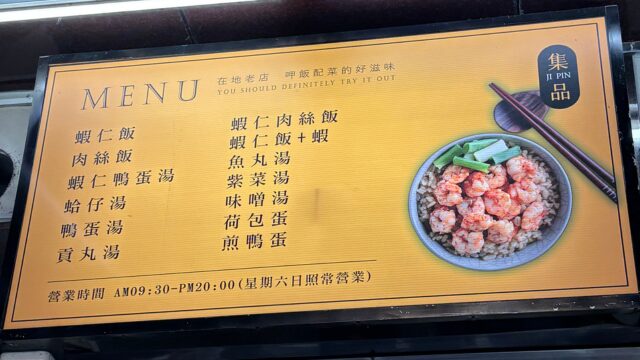 MENU
在地老店 呷飯配菜的好滋味
YOU SHOULD DEFINITELY TRY IT OUT
集品
JI PIN
蝦仁飯
肉絲飯
蝦仁鴨蛋湯
蛤仔湯
鴨蛋湯
貢丸湯
蝦仁肉絲飯
蝦仁飯+蝦
魚丸湯
紫菜湯
味噌湯
荷包蛋
煎鴨蛋
營業時間 AM09:30-PM20:00(星期六日照常營業)